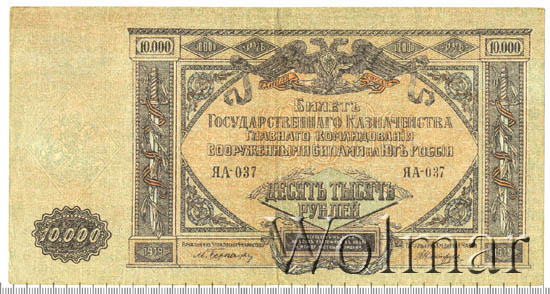 10.000 10.000
БИЛЕТЪ
ГОСУДАРСТВЕННАГО КАЗНАЧЕЙСТВА
ГЛАВНАГО КОМАНДОВАНІЯ
ВООРУЖЕННЫМИ СИЛАМИ НА ЮГѢ РОССІИ
ЯА-037 ЯА-037
ДЕСЯТЬ ТЫСЯЧЪ
РУБЛЕЙ
10.000
1919
Wolmar